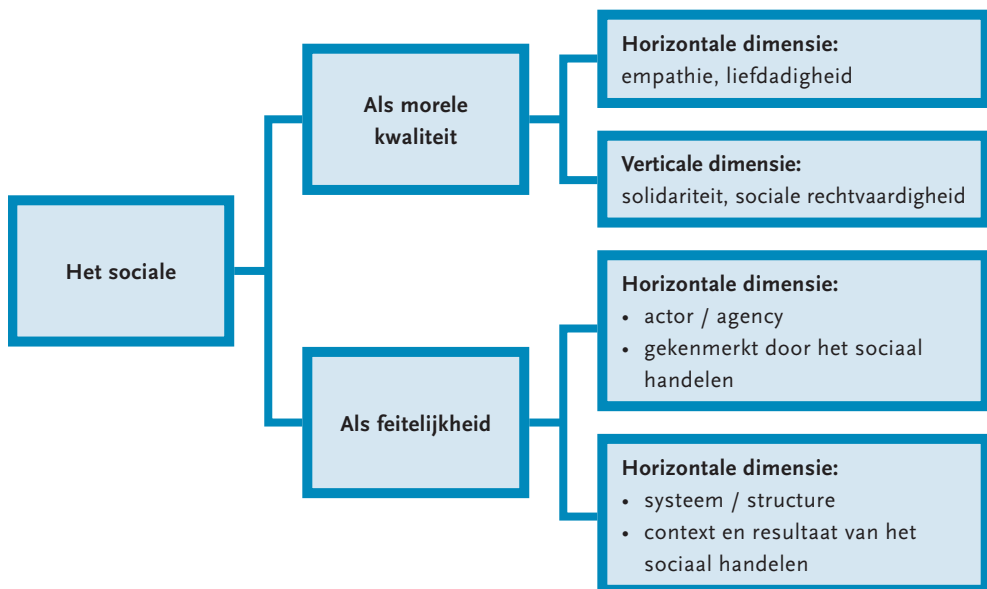 Het sociale
Als morele
kwaliteit
Horizontale dimensie:
empathie, liefdadigheid
Verticale dimensie:
solidariteit, sociale rechtvaardigheid
Als feitelijkheid
Horizontale dimensie:
• actor / agency
• gekenmerkt door het sociaal
handelen
Horizontale dimensie:
• systeem / structure
• context en resultaat van het
sociaal handelen